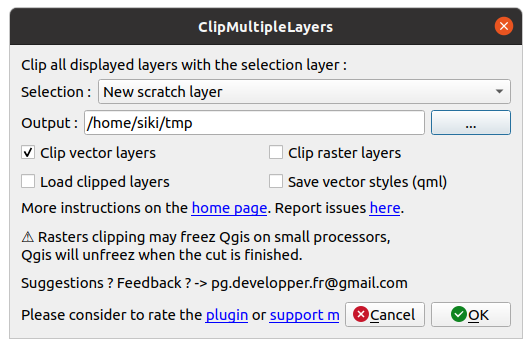 ClipMultipleLayers
Clip all displayed layers with the selection layer :
Selection : New scratch layer
Output : /home/siki/tmp ...
Clip vector layers Clip raster layers
Load clipped layers Save vector styles (qml)
More instructions on the home page. Report issues here.
⚠ Rasters clipping may freez Qgis on small processors,
Qgis will unfreez when the cut is finished.
Suggestions ? Feedback ? -> pg.developper.fr@gmail.com
Please consider to rate the plugin or support m Cancel OK